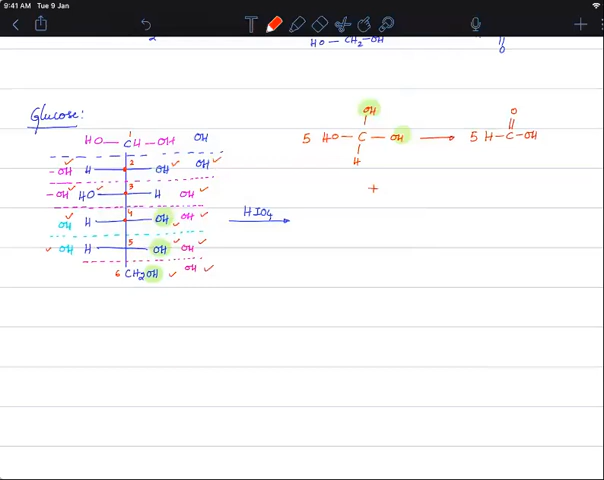 9:41 AM Tue 9 Jan
T
2
HO — CH₂ — OH
O
Glucose:
1
HO — CH — OH OH
2
OH H — OH OH
3
OH HO — H OH
4
OH H — OH OH
5
OH H — OH OH
6 CH₂OH OH
HIO₄
OH
5 HO — C — OH → 5 H — C — OH
H
O
+